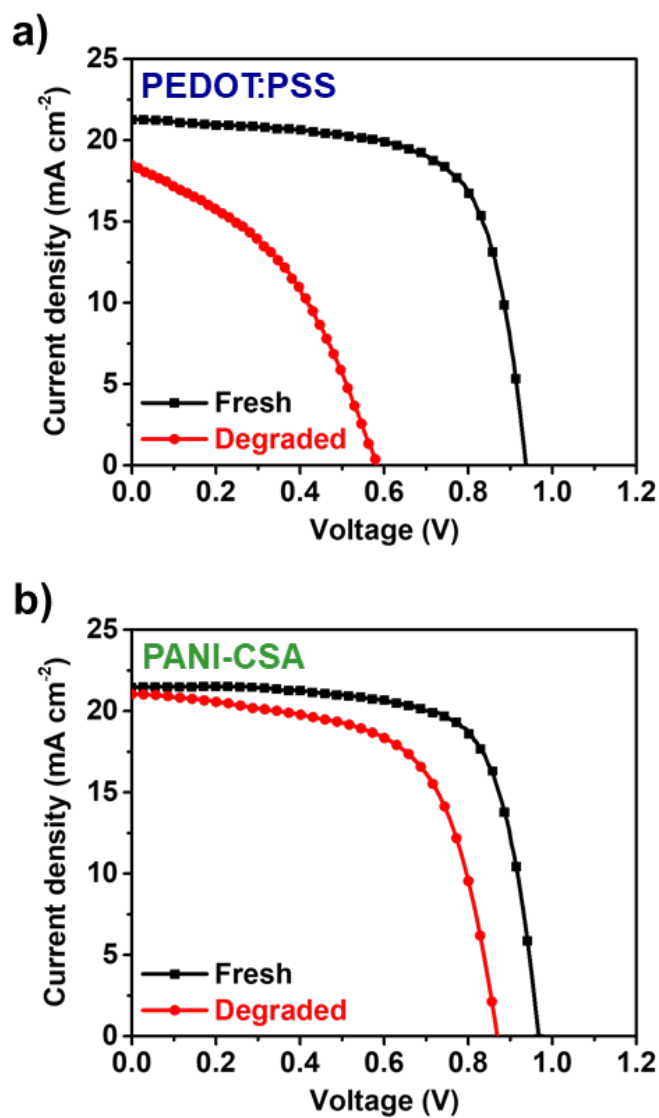 a)
PEDOT:PSS
Current density (mA cm⁻²)
25
20
15
10
5
0
Fresh
Degraded
0.0 0.2 0.4 0.6 0.8 1.0 1.2
Voltage (V)
b)
PANI-CSA
Current density (mA cm⁻²)
25
20
15
10
5
0
Fresh
Degraded
0.0 0.2 0.4 0.6 0.8 1.0 1.2
Voltage (V)